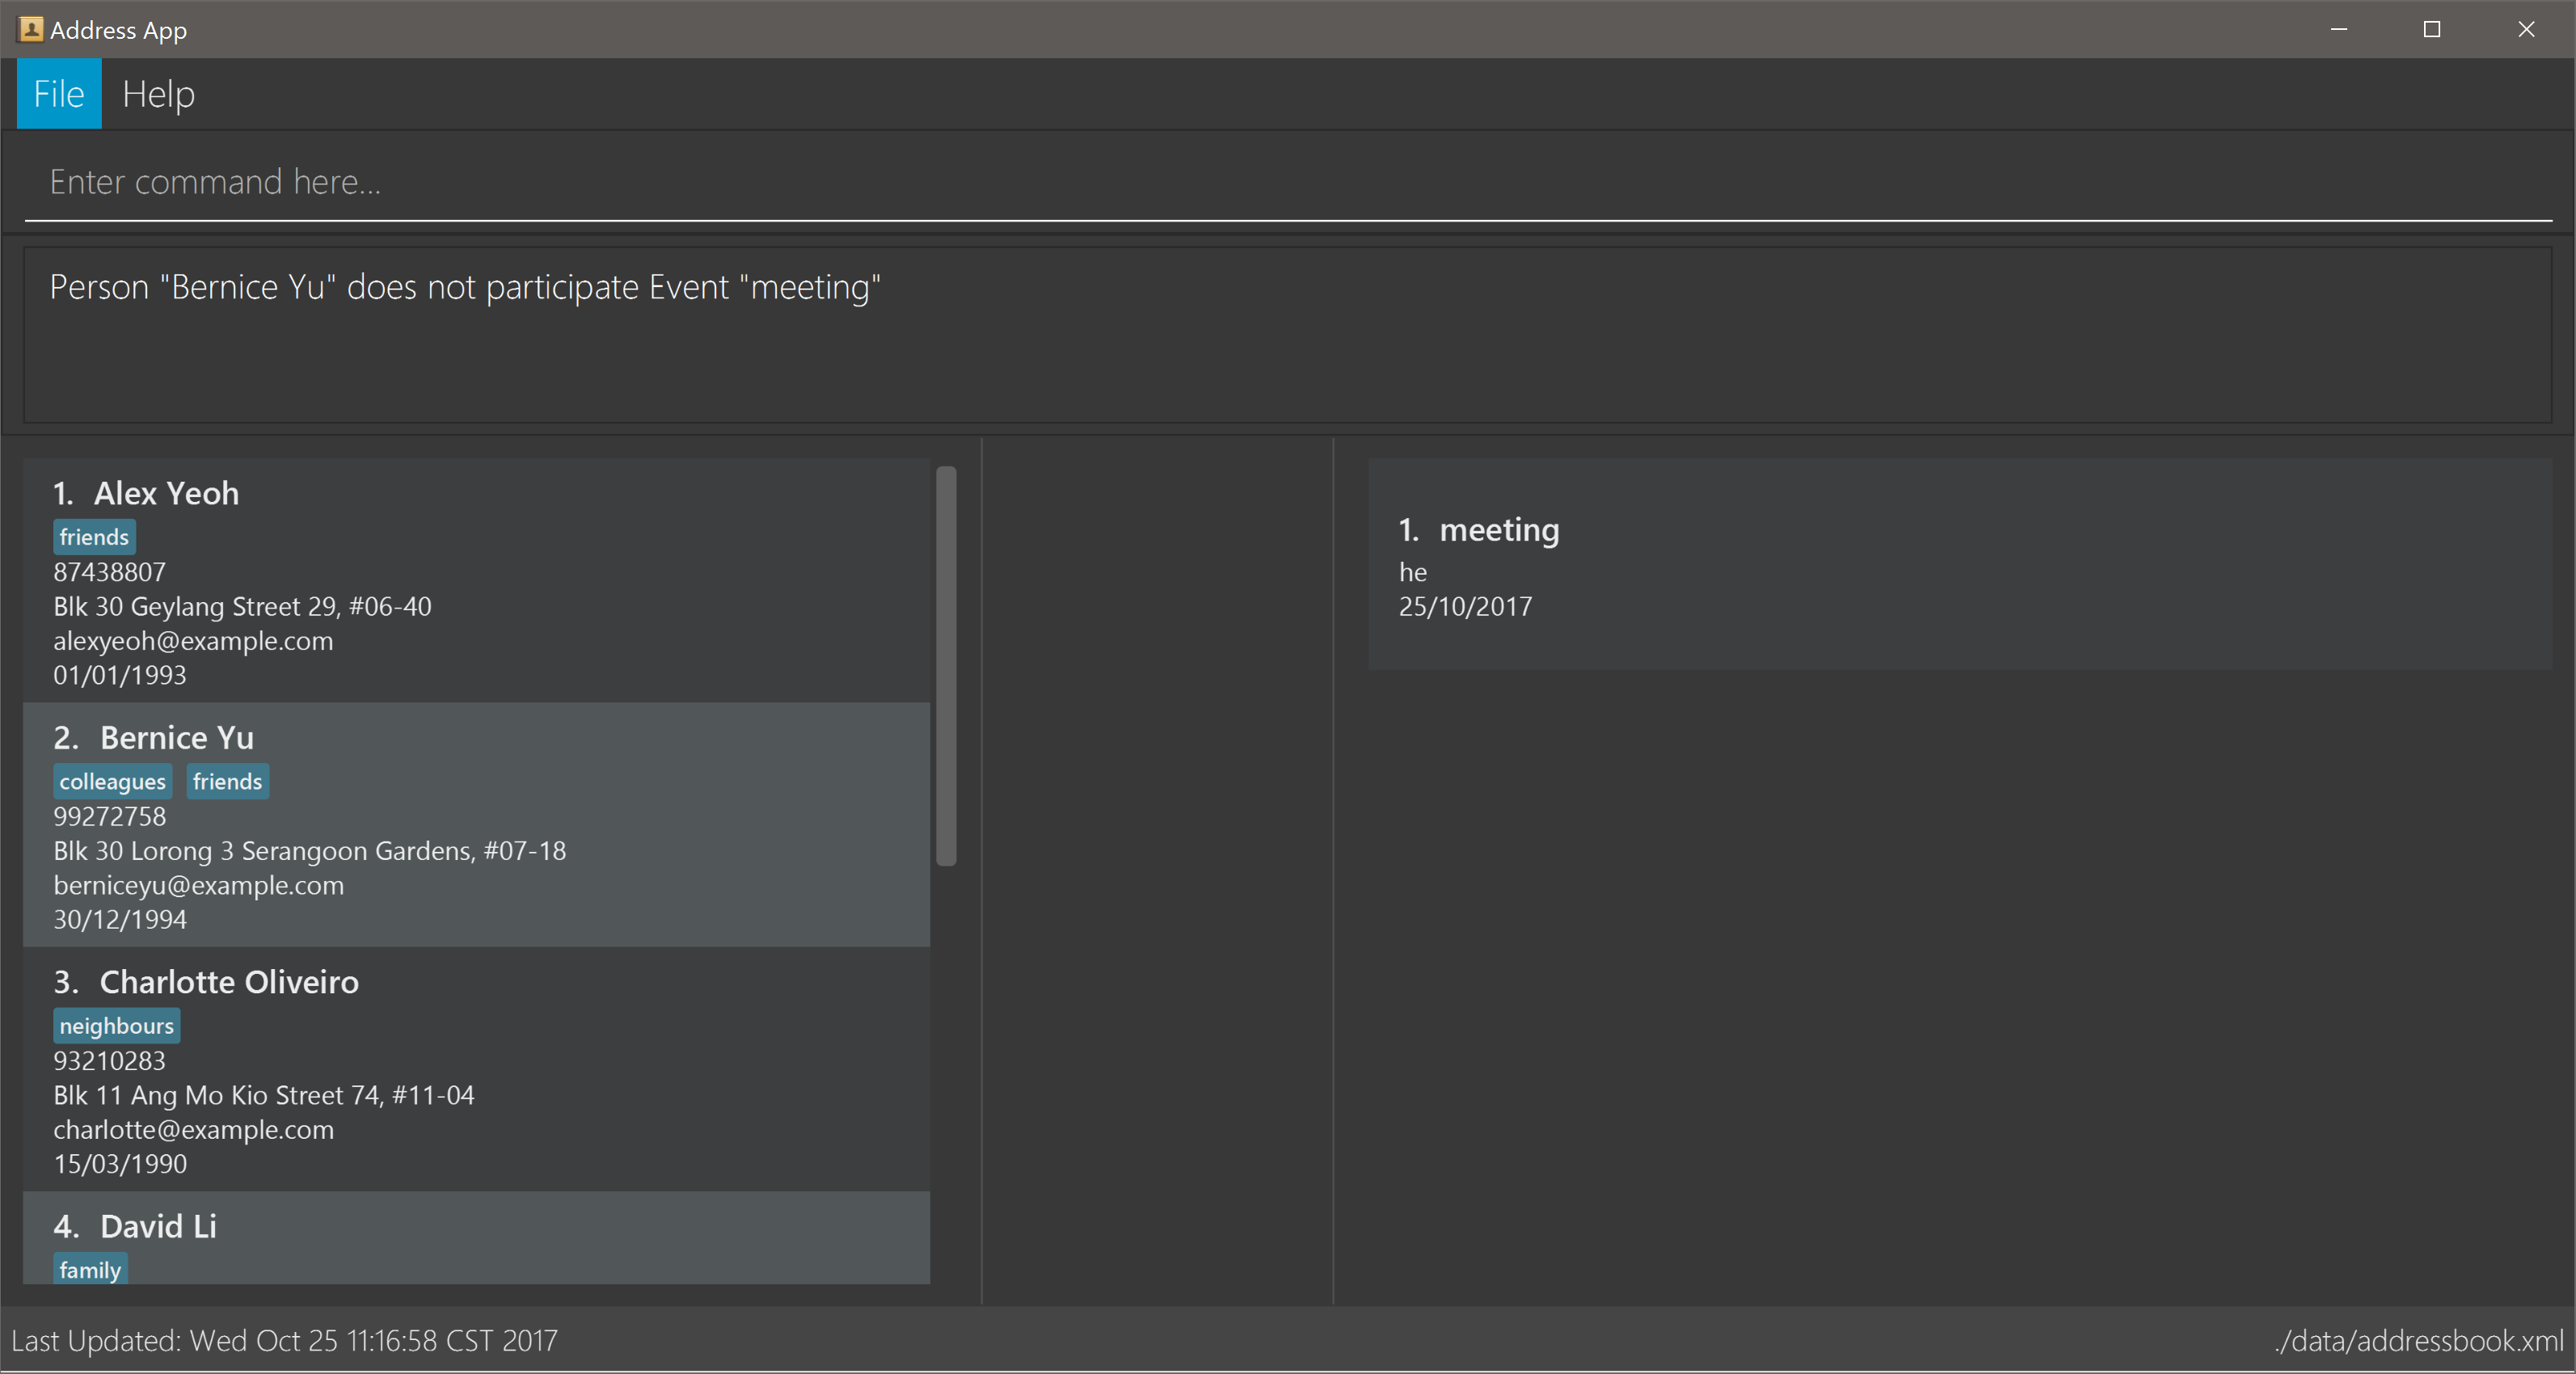 Address App
File Help
Enter command here...
Person "Bernice Yu" does not participate Event "meeting"
1. Alex Yeoh
friends
87438807
Blk 30 Geylang Street 29, #06-40
alexyeoh@example.com
01/01/1993
2. Bernice Yu
colleagues friends
99272758
Blk 30 Lorong 3 Serangoon Gardens, #07-18
berniceyu@example.com
30/12/1994
3. Charlotte Oliveiro
neighbours
93210283
Blk 11 Ang Mo Kio Street 74, #11-04
charlotte@example.com
15/03/1990
4. David Li
family
1. meeting
he
25/10/2017
Last Updated: Wed Oct 25 11:16:58 CST 2017
./data/addressbook.xml